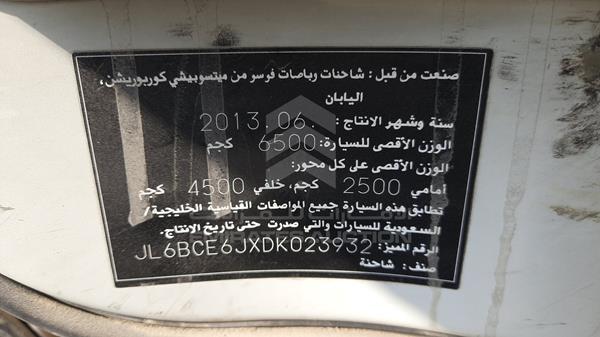 صنعت من قبل : شاحنات وباصات فوسو من ميتسوبيشي كوربوريشن,
اليابان
سنة وشهر الانتاج : 2013.06.
الوزن الأقصى للسيارة: 6500 كجم
الوزن الأقصى على كل محور:
أمامي 2500 كجم, خلفي 4500 كجم
تطابق هذه السيارة جميع المواصفات القياسية الخليجية/
السعودية للسيارات والتي صدرت حتى تاريخ الإنتاج.
الرقم المميز: JL6BCE6JXDK023932
صنف: شاحنة